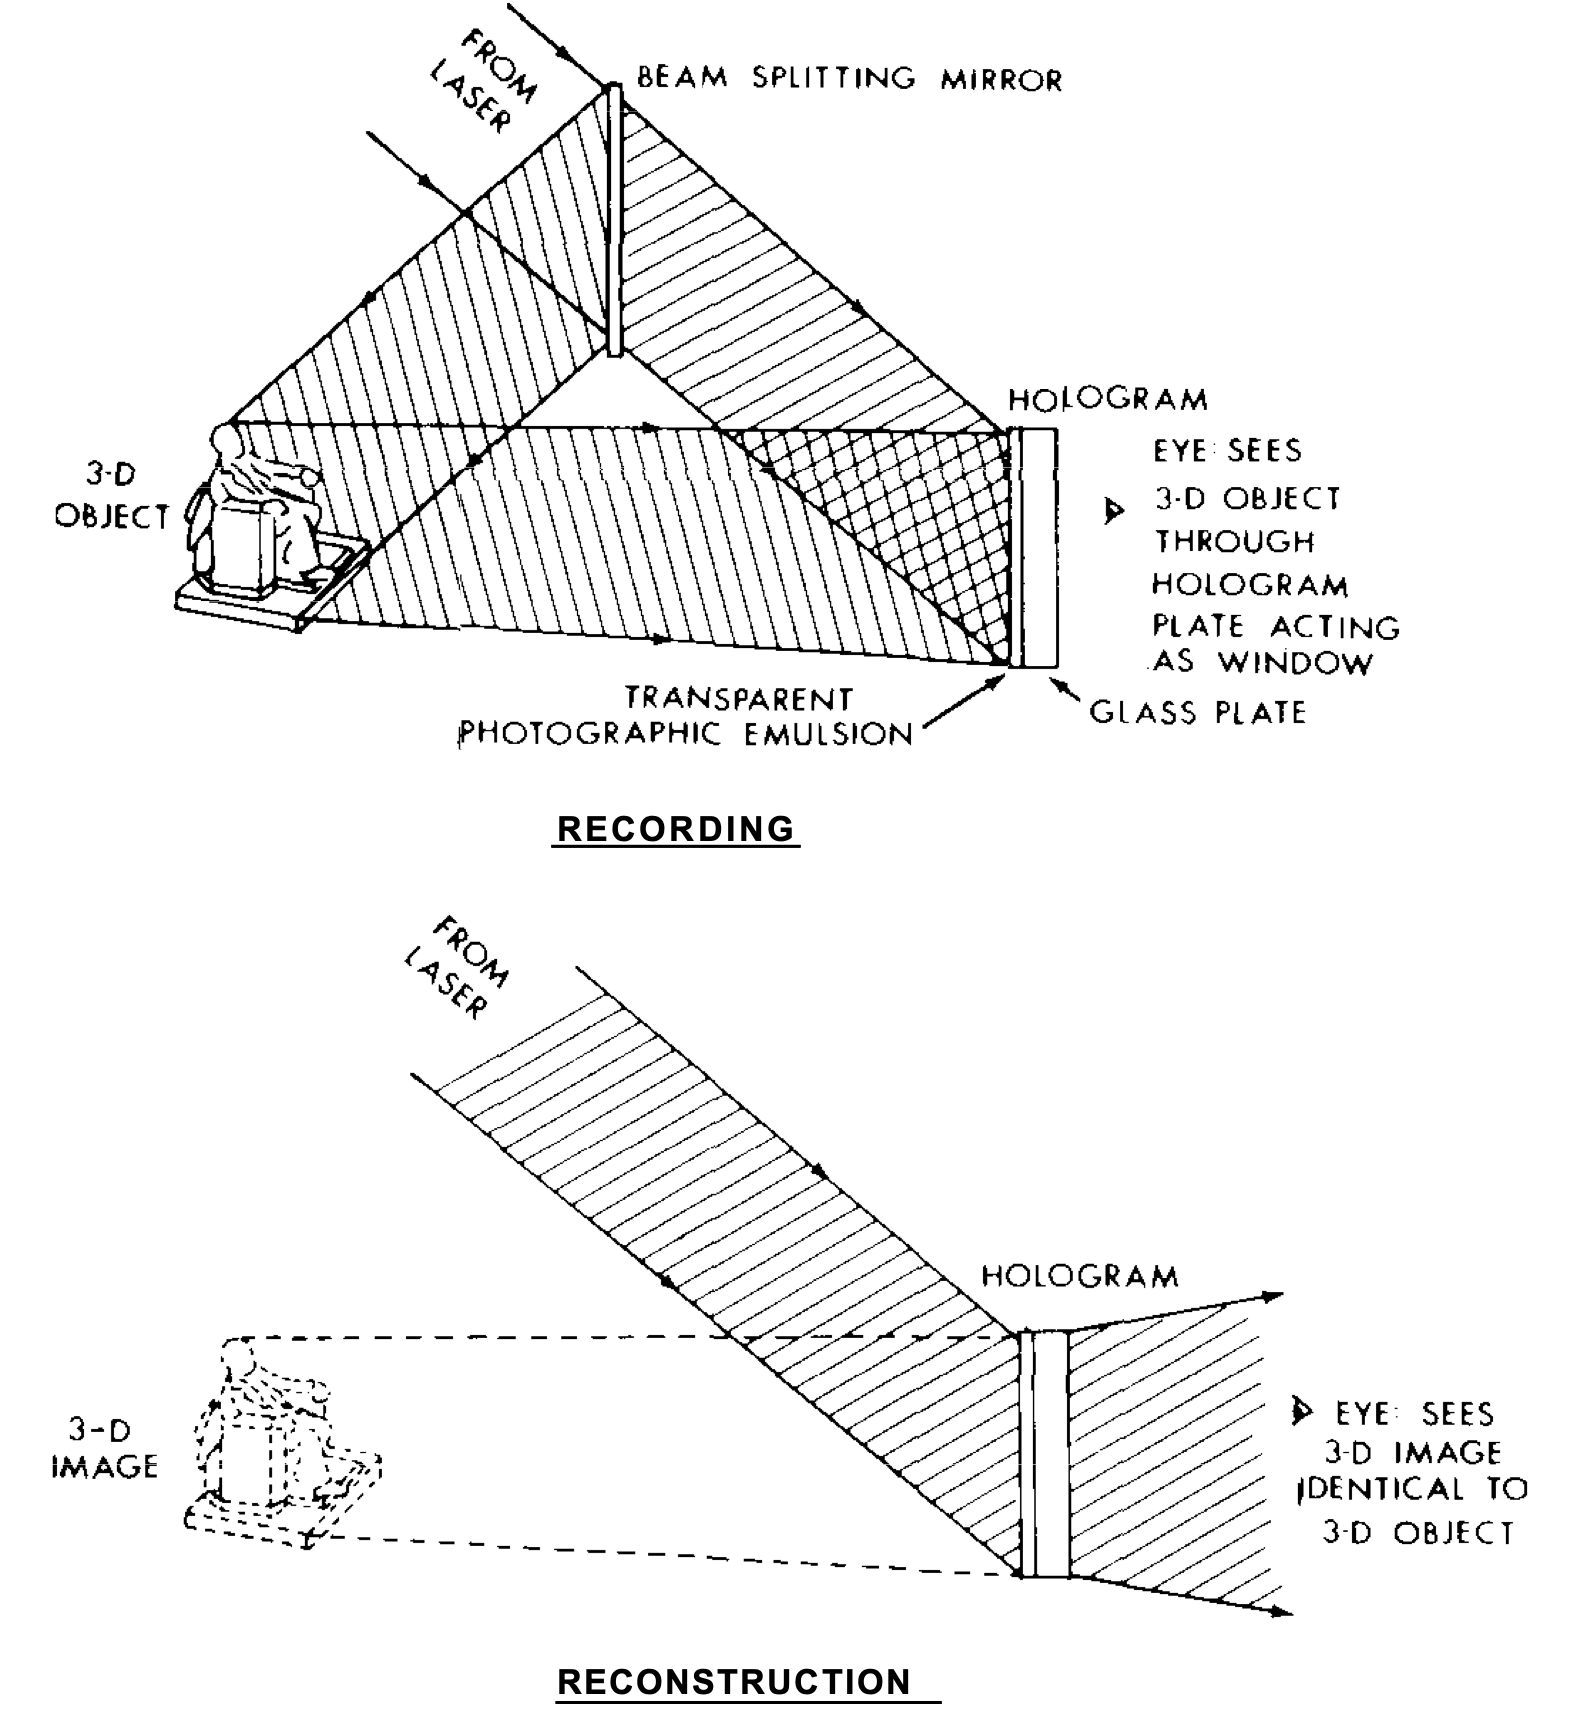 FROM
LASER
BEAM SPLITTING MIRROR
HOLOGRAM
3-D
OBJECT
EYE: SEES
3-D OBJECT
THROUGH
HOLOGRAM
PLATE ACTING
AS WINDOW
TRANSPARENT
PHOTOGRAPHIC EMULSION
GLASS PLATE
RECORDING
FROM
LASER
HOLOGRAM
3-D
IMAGE
EYE: SEES
3-D IMAGE
IDENTICAL TO
3-D OBJECT
RECONSTRUCTION